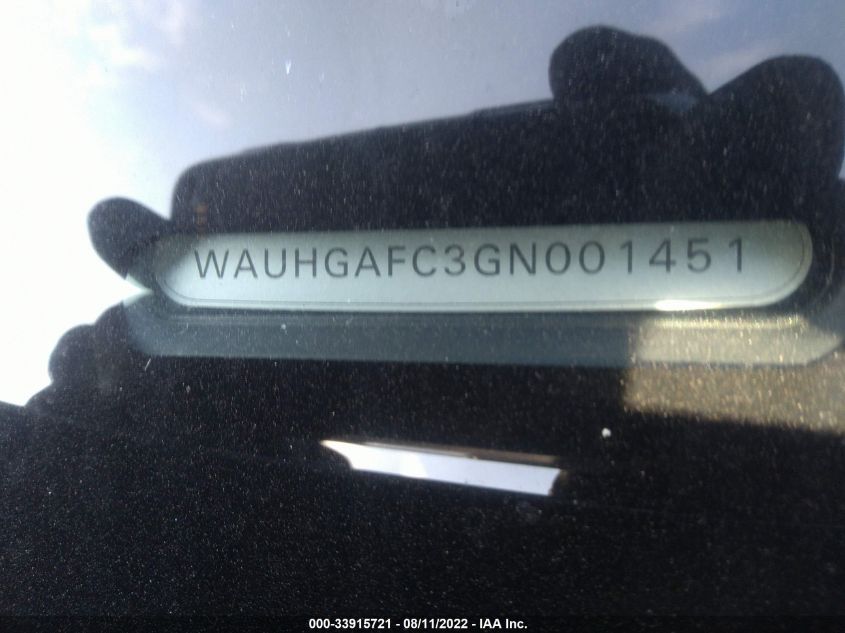 WAUHGAFC3GN001451
000-33915721 - 08/11/2022 - IAA Inc.